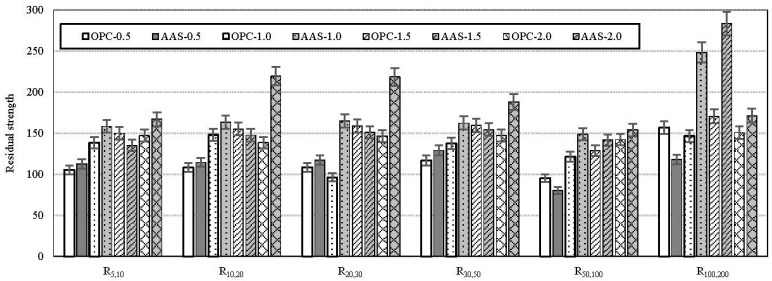 300
OPC-0.5 AAS-0.5 OPC-1.0 AAS-1.0 OPC-1.5 AAS-1.5 OPC-2.0 AAS-2.0
250
200
150
100
50
0
Residual strength
R5,10 R10,20 R20,30 R30,50 R50,100 R100,200